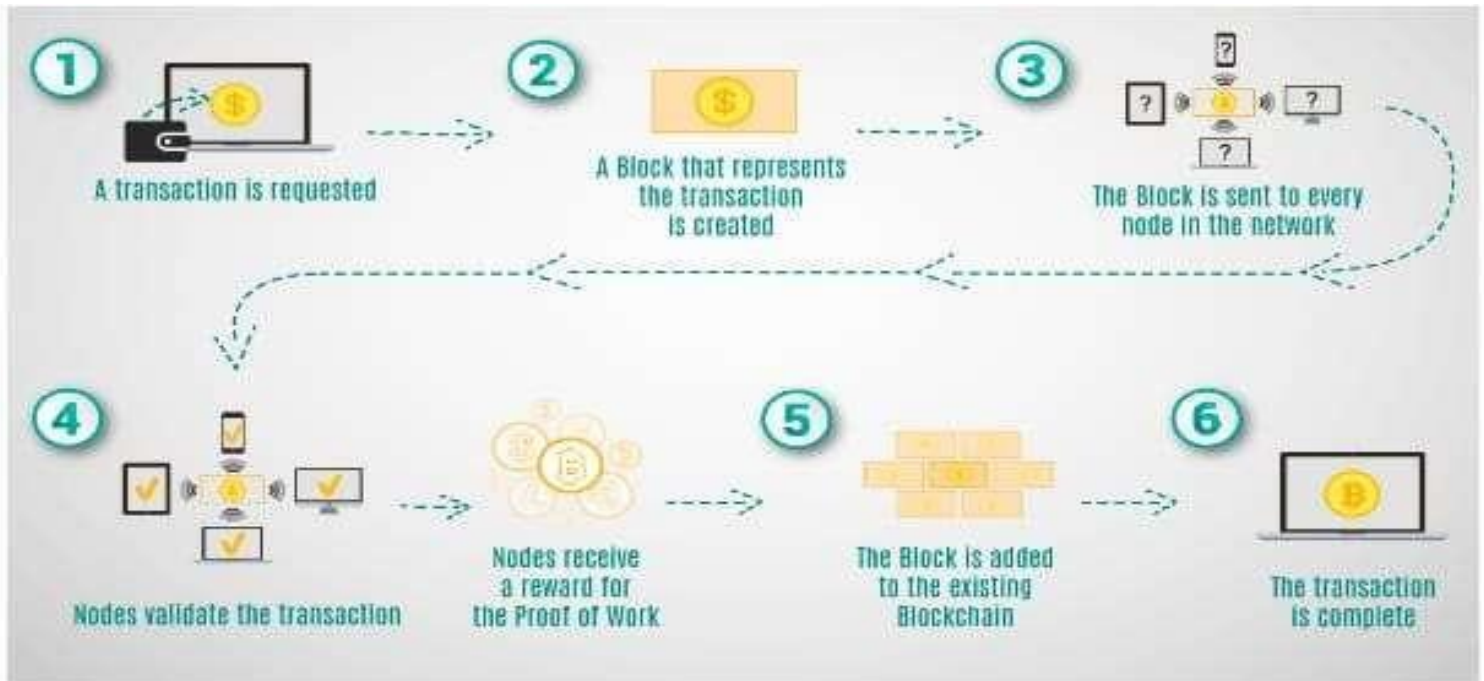 1
A transaction is requested
2
A Block that represents
the transaction
is created
3
?
?
?
?
The Block is sent to every
node in the network
4
Nodes validate the transaction
Nodes receive
a reward for
the Proof of Work
5
The Block is added
to the existing
Blockchain
6
The transaction
is complete